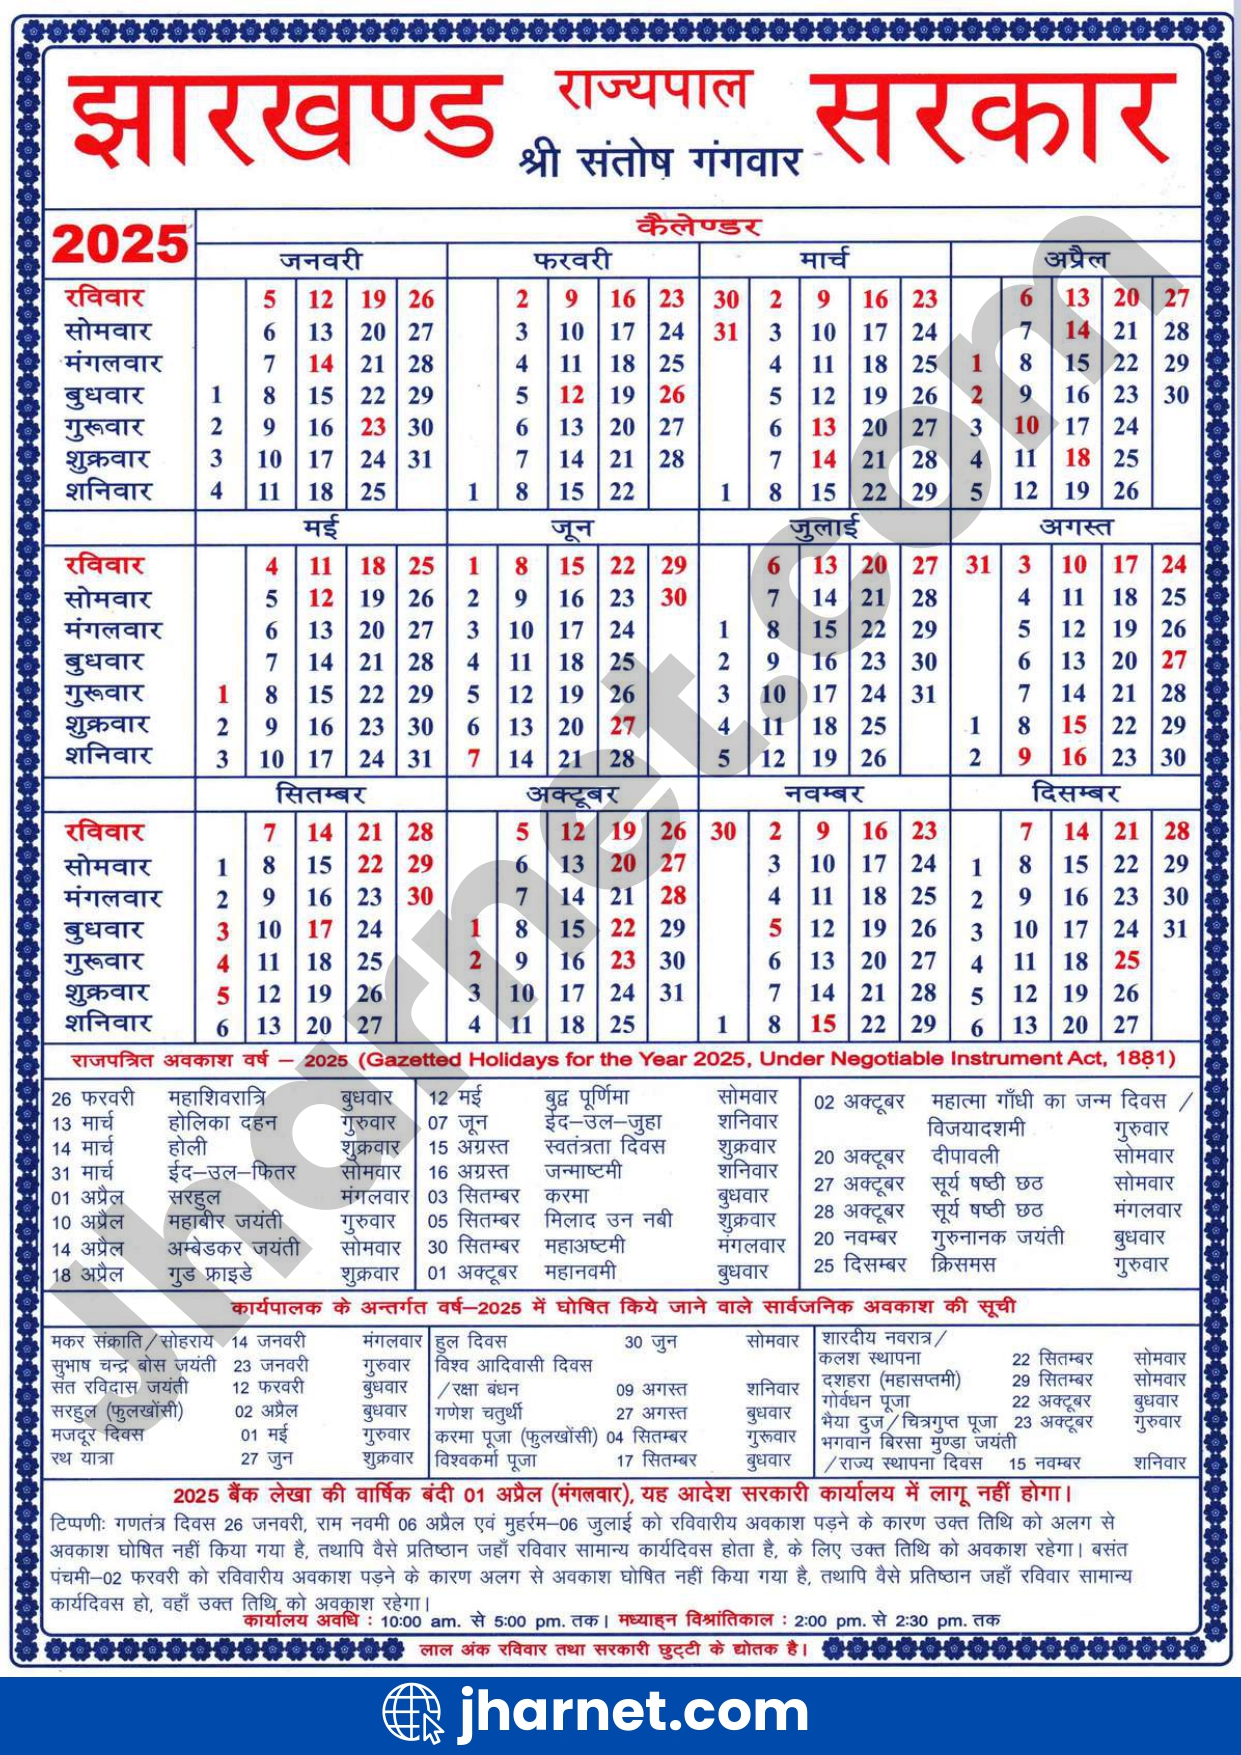 झारखण्ड राज्यपाल सरकार
श्री संतोष गंगवार
2025 कैलेण्डर
जनवरी फरवरी मार्च अप्रैल
रविवार 5 12 19 26 2 9 16 23 30 2 9 16 23 6 13 20 27
सोमवार 6 13 20 27 3 10 17 24 31 3 10 17 24 7 14 21 28
मंगलवार 7 14 21 28 4 11 18 25 4 11 18 25 1 8 15 22 29
बुधवार 1 8 15 22 29 5 12 19 26 5 12 19 26 2 9 16 23 30
गुरूवार 2 9 16 23 30 6 13 20 27 6 13 20 27 3 10 17 24
शुक्रवार 3 10 17 24 31 7 14 21 28 7 14 21 28 4 11 18 25
शनिवार 4 11 18 25 1 8 15 22 1 8 15 22 29 5 12 19 26
मई जून जुलाई अगस्त
रविवार 4 11 18 25 1 8 15 22 29 6 13 20 27 31 3 10 17 24
सोमवार 5 12 19 26 2 9 16 23 30 7 14 21 28 4 11 18 25
मंगलवार 6 13 20 27 3 10 17 24 1 8 15 22 29 5 12 19 26
बुधवार 7 14 21 28 4 11 18 25 2 9 16 23 30 6 13 20 27
गुरूवार 1 8 15 22 29 5 12 19 26 3 10 17 24 31 7 14 21 28
शुक्रवार 2 9 16 23 30 6 13 20 27 4 11 18 25 1 8 15 22 29
शनिवार 3 10 17 24 31 7 14 21 28 5 12 19 26 2 9 16 23 30
सितम्बर अक्टूबर नवम्बर दिसम्बर
रविवार 7 14 21 28 5 12 19 26 30 2 9 16 23 7 14 21 28
सोमवार 1 8 15 22 29 6 13 20 27 3 10 17 24 1 8 15 22 29
मंगलवार 2 9 16 23 30 7 14 21 28 4 11 18 25 2 9 16 23 30
बुधवार 3 10 17 24 1 8 15 22 29 5 12 19 26 3 10 17 24 31
गुरूवार 4 11 18 25 2 9 16 23 30 6 13 20 27 4 11 18 25
शुक्रवार 5 12 19 26 3 10 17 24 31 7 14 21 28 5 12 19 26
शनिवार 6 13 20 27 4 11 18 25 1 8 15 22 29 6 13 20 27
राजपत्रित अवकाश वर्ष – 2025 (Gazetted Holidays for the Year 2025, Under Negotiable Instrument Act, 1881)
26 फरवरी महाशिवरात्रि बुधवार
13 मार्च होलिका दहन गुरुवार
14 मार्च होली शुक्रवार
31 मार्च ईद–उल–फितर सोमवार
01 अप्रैल सरहुल मंगलवार
10 अप्रैल महाबीर जयंती गुरुवार
14 अप्रैल अम्बेडकर जयंती सोमवार
18 अप्रैल गुड फ्राइडे शुक्रवार
12 मई बुद्व पूर्णिमा सोमवार
07 जून ईद–उल–जुहा शनिवार
15 अग्रस्त स्वतंत्रता दिवस शुक्रवार
16 अग्रस्त जन्माष्टमी शनिवार
03 सितम्बर करमा बुधवार
05 सितम्बर मिलाद उन नबी शुक्रवार
30 सितम्बर महाअष्टमी मंगलवार
01 अक्टूबर महानवमी बुधवार
02 अक्टूबर महात्मा गाँधी का जन्म दिवस /
विजयादशमी गुरुवार
20 अक्टूबर दीपावली सोमवार
27 अक्टूबर सूर्य षष्ठी छठ सोमवार
28 अक्टूबर सूर्य षष्ठी छठ मंगलवार
20 नवम्बर गुरुनानक जयंती बुधवार
25 दिसम्बर क्रिसमस गुरुवार
कार्यपालक के अन्तर्गत वर्ष–2025 में घोषित किये जाने वाले सार्वजनिक अवकाश की सूची
मकर संक्राति/सोहराय 14 जनवरी मंगलवार
सुभाष चन्द्र बोस जयंती 23 जनवरी गुरुवार
संत रविदास जयंती 12 फरवरी बुधवार
सरहुल (फुलखोंसी) 02 अप्रैल बुधवार
मजदूर दिवस 01 मई गुरुवार
रथ यात्रा 27 जुन शुक्रवार
हुल दिवस 30 जुन सोमवार
विश्व आदिवासी दिवस
/रक्षा बंधन 09 अगस्त शनिवार
गणेश चतुर्थी 27 अगस्त बुधवार
करमा पूजा (फुलखोंसी) 04 सितम्बर गुरूवार
विश्वकर्मा पूजा 17 सितम्बर बुधवार
शारदीय नवरात्र/
कलश स्थापना 22 सितम्बर सोमवार
दशहरा (महासप्तमी) 29 सितम्बर सोमवार
गोर्वधन पूजा 22 अक्टूबर बुधवार
भैया दुज/चित्रगुप्त पूजा 23 अक्टूबर गुरुवार
भगवान बिरसा मुण्डा जयंती
/राज्य स्थापना दिवस 15 नवम्बर शनिवार
2025 बैंक लेखा की वार्षिक बंदी 01 अप्रैल (मंगलवार), यह आदेश सरकारी कार्यालय में लागू नहीं होगा।
टिप्पणीः गणतंत्र दिवस 26 जनवरी, राम नवमी 06 अप्रैल एवं मुहर्रम–06 जुलाई को रविवारीय अवकाश पड़ने के कारण उक्त तिथि को अलग से
अवकाश घोषित नहीं किया गया है, तथापि वैसे प्रतिष्ठान जहाँ रविवार सामान्य कार्यदिवस होता है, के लिए उक्त तिथि को अवकाश रहेगा। बसंत
पंचमी–02 फरवरी को रविवारीय अवकाश पड़ने के कारण अलग से अवकाश घोषित नहीं किया गया है, तथापि वैसे प्रतिष्ठान जहाँ रविवार सामान्य
कार्यदिवस हो, वहाँ उक्त तिथि को अवकाश रहेगा।
कार्यालय अवधि : 10:00 am. से 5:00 pm. तक। मध्याह्न विश्रांतिकाल : 2:00 pm. से 2:30 pm. तक
लाल अंक रविवार तथा सरकारी छुट्टी के द्योतक है।
jharnet.com
jharnet.com